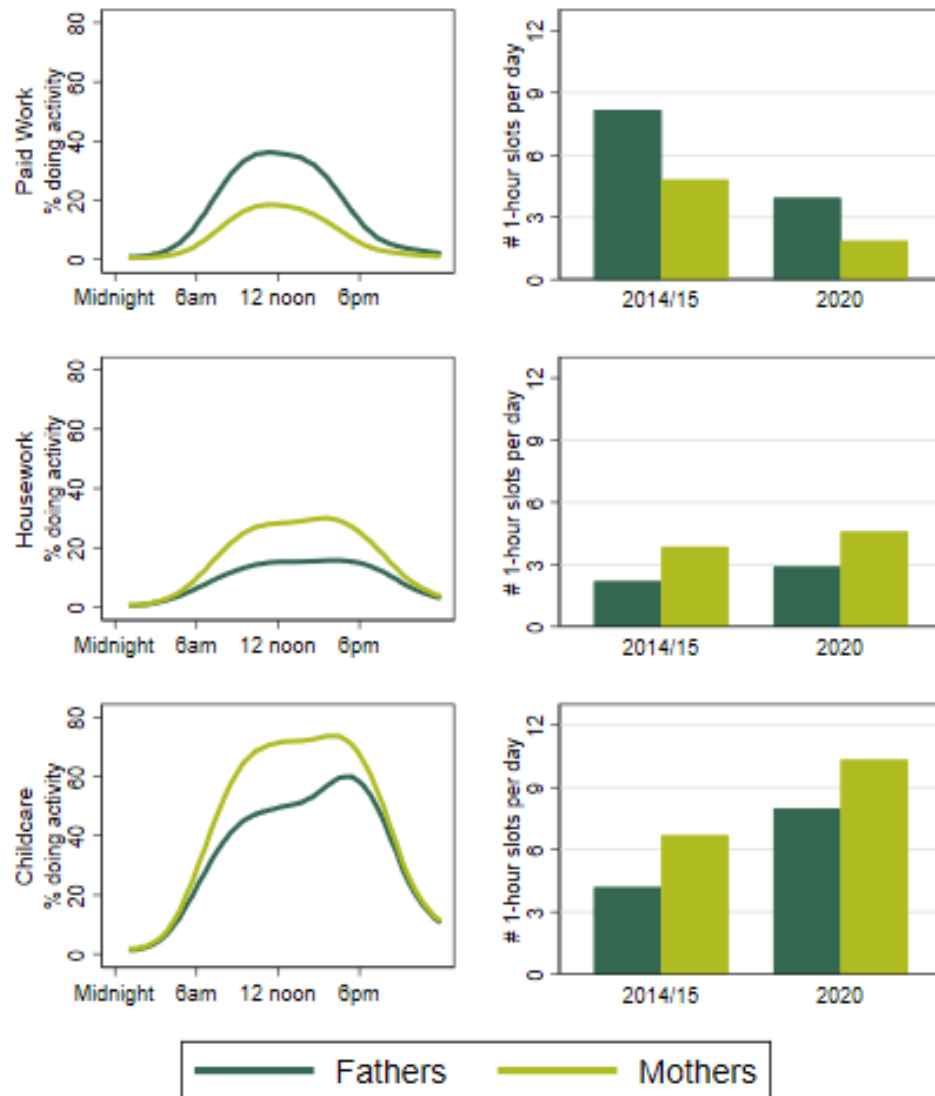 Paid Work
% doing activity
80
60
40
20
0
Midnight 6am 12 noon 6pm
# 1-hour slots per day
12
9
6
3
0
2014/15 2020
Housework
% doing activity
80
60
40
20
0
Midnight 6am 12 noon 6pm
# 1-hour slots per day
12
9
6
3
0
2014/15 2020
Childcare
% doing activity
80
60
40
20
0
Midnight 6am 12 noon 6pm
# 1-hour slots per day
12
9
6
3
0
2014/15 2020
Fathers Mothers